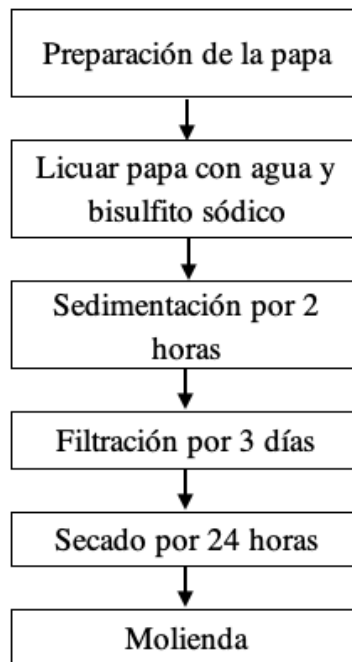 Preparación de la papa
Licuar papa con agua y
bisulfito sódico
Sedimentación por 2
horas
Filtración por 3 días
Secado por 24 horas
Molienda